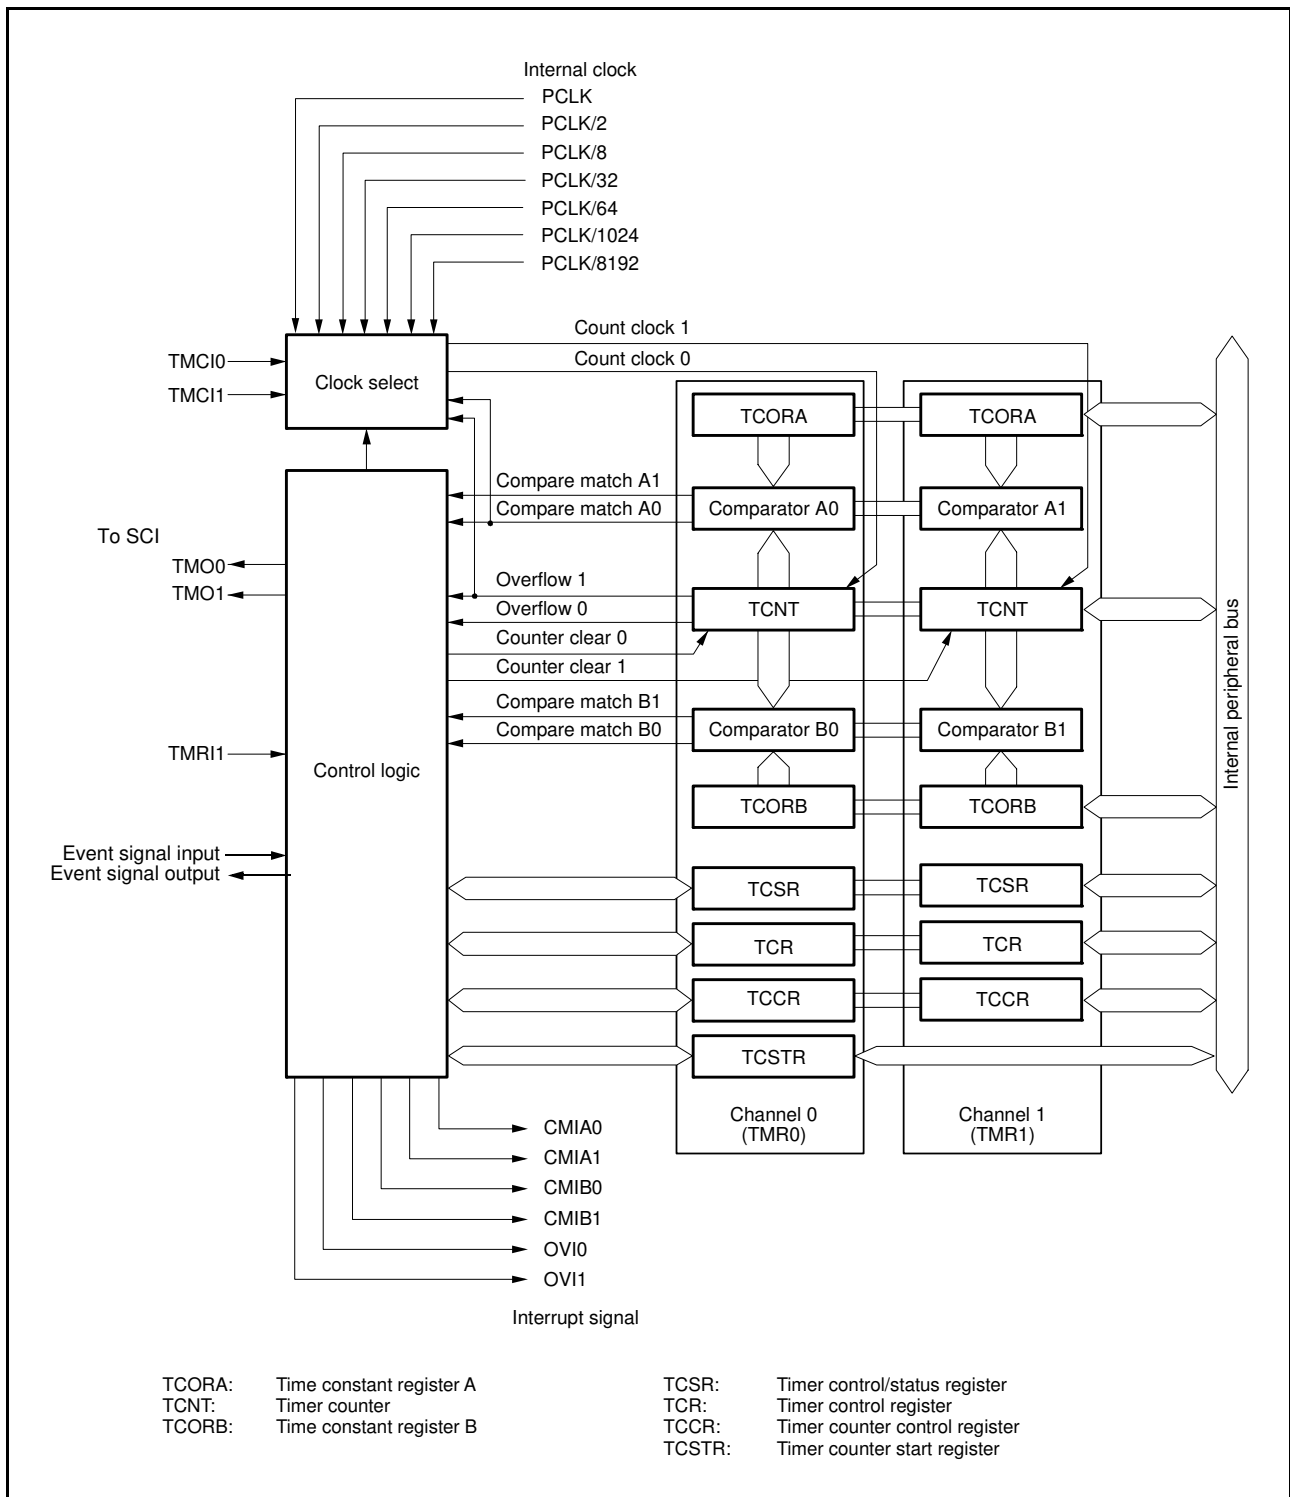 Internal clock
PCLK
PCLK/2
PCLK/8
PCLK/32
PCLK/64
PCLK/1024
PCLK/8192
Count clock 1
Count clock 0
TMCI0
TMCI1
Clock select
TCORA
TCORA
Compare match A1
Compare match A0
Comparator A0
Comparator A1
To SCI
TMO0
TMO1
Overflow 1
Overflow 0
TCNT
TCNT
Counter clear 0
Counter clear 1
Compare match B1
Compare match B0
Comparator B0
Comparator B1
TMRI1
Control logic
Internal peripheral bus
TCORB
TCORB
Event signal input
Event signal output
TCSR
TCSR
TCR
TCR
TCCR
TCCR
TCSTR
Channel 0
(TMR0)
Channel 1
(TMR1)
CMIA0
CMIA1
CMIB0
CMIB1
OVI0
OVI1
Interrupt signal
TCORA: Time constant register A
TCNT: Timer counter
TCORB: Time constant register B
TCSR: Timer control/status register
TCR: Timer control register
TCCR: Timer counter control register
TCSTR: Timer counter start register